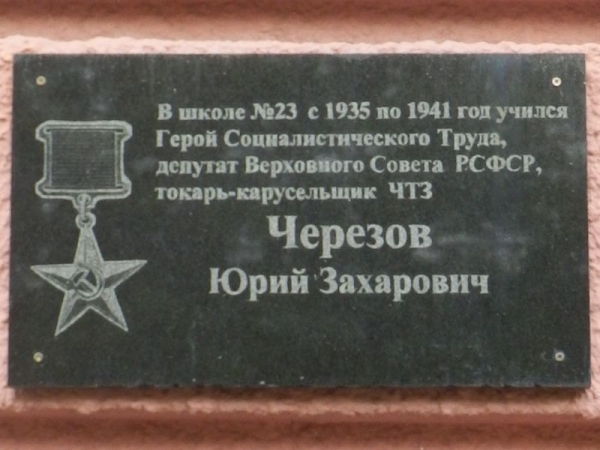 В школе №23 с 1935 по 1941 год учился
Герой Социалистического Труда,
депутат Верховного Совета РСФСР,
токарь-карусельщик ЧТЗ
Черезов
Юрий Захарович